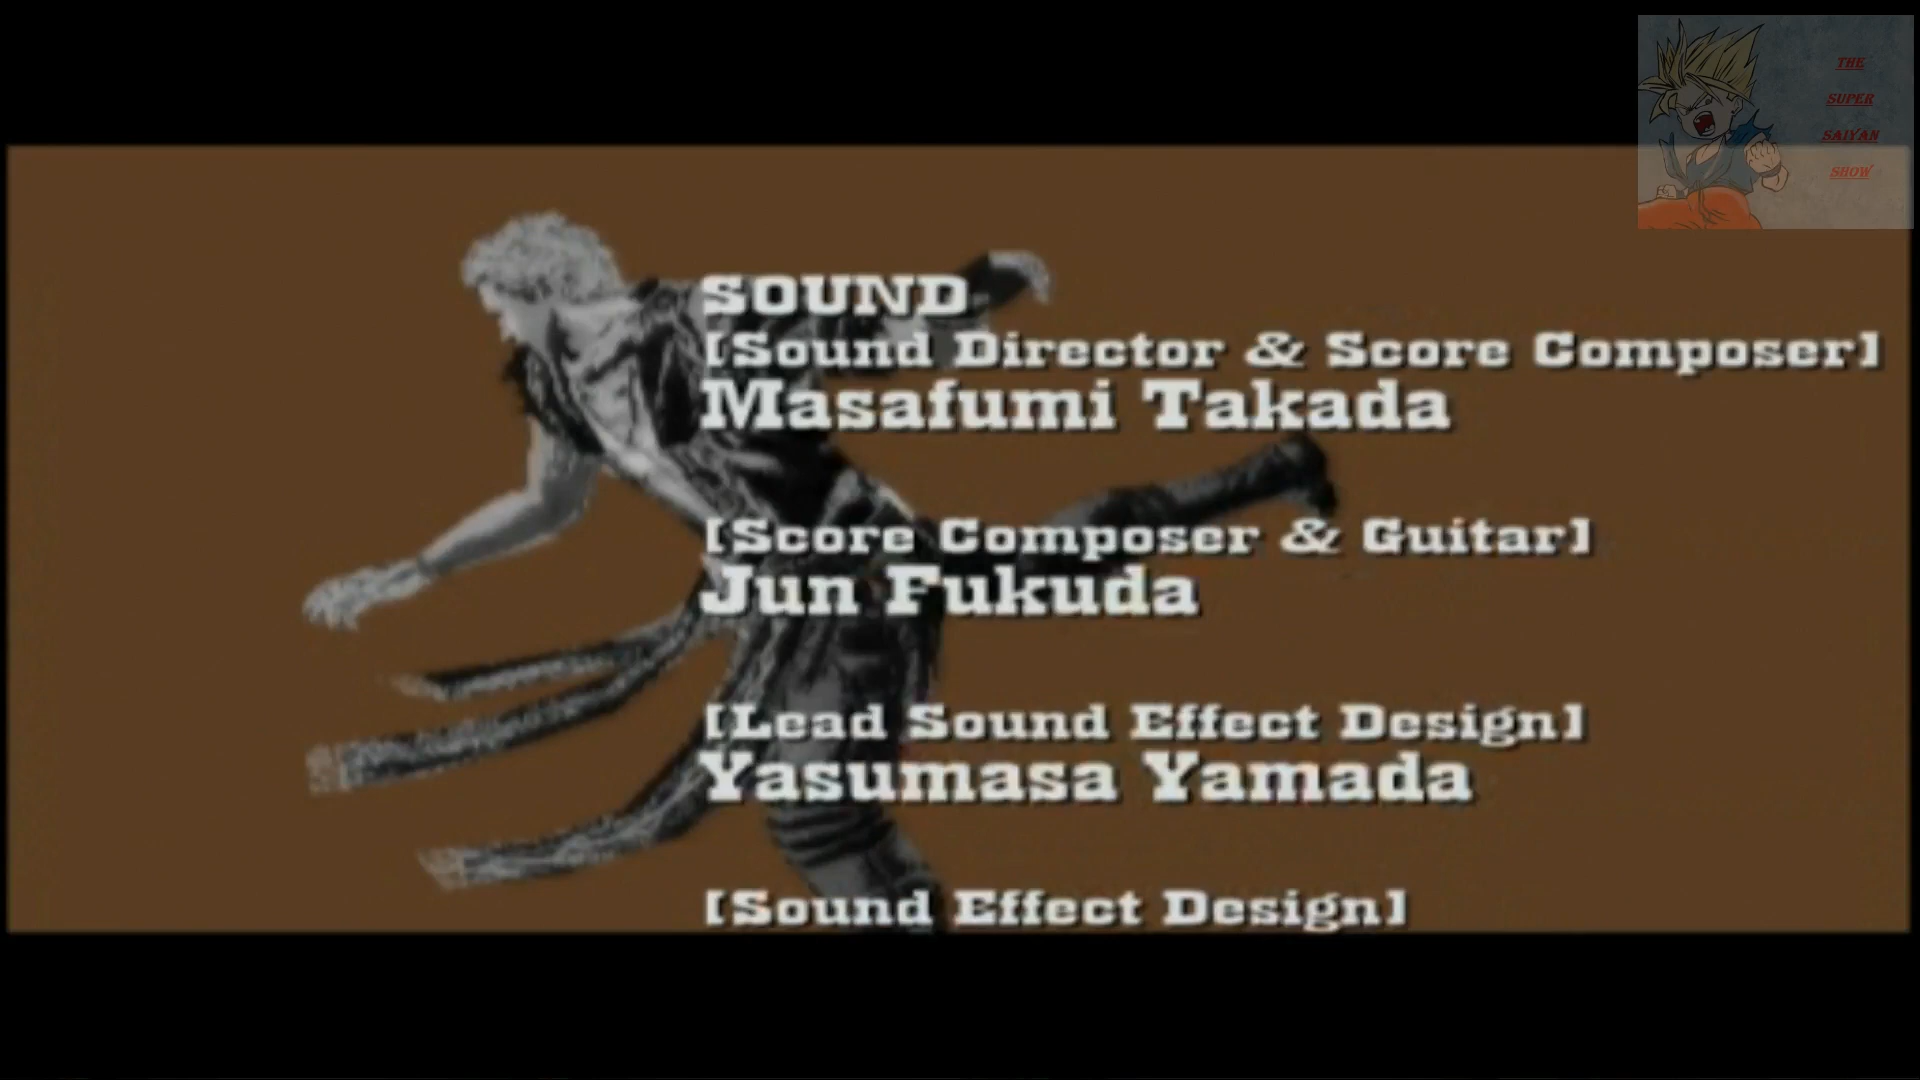 THE
SUPER
SAIYAN
SHOW
SOUND
[Sound Director & Score Composer]
Masafumi Takada
[Score Composer & Guitar]
Jun Fukuda
[Lead Sound Effect Design]
Yasumasa Yamada
[Sound Effect Design]